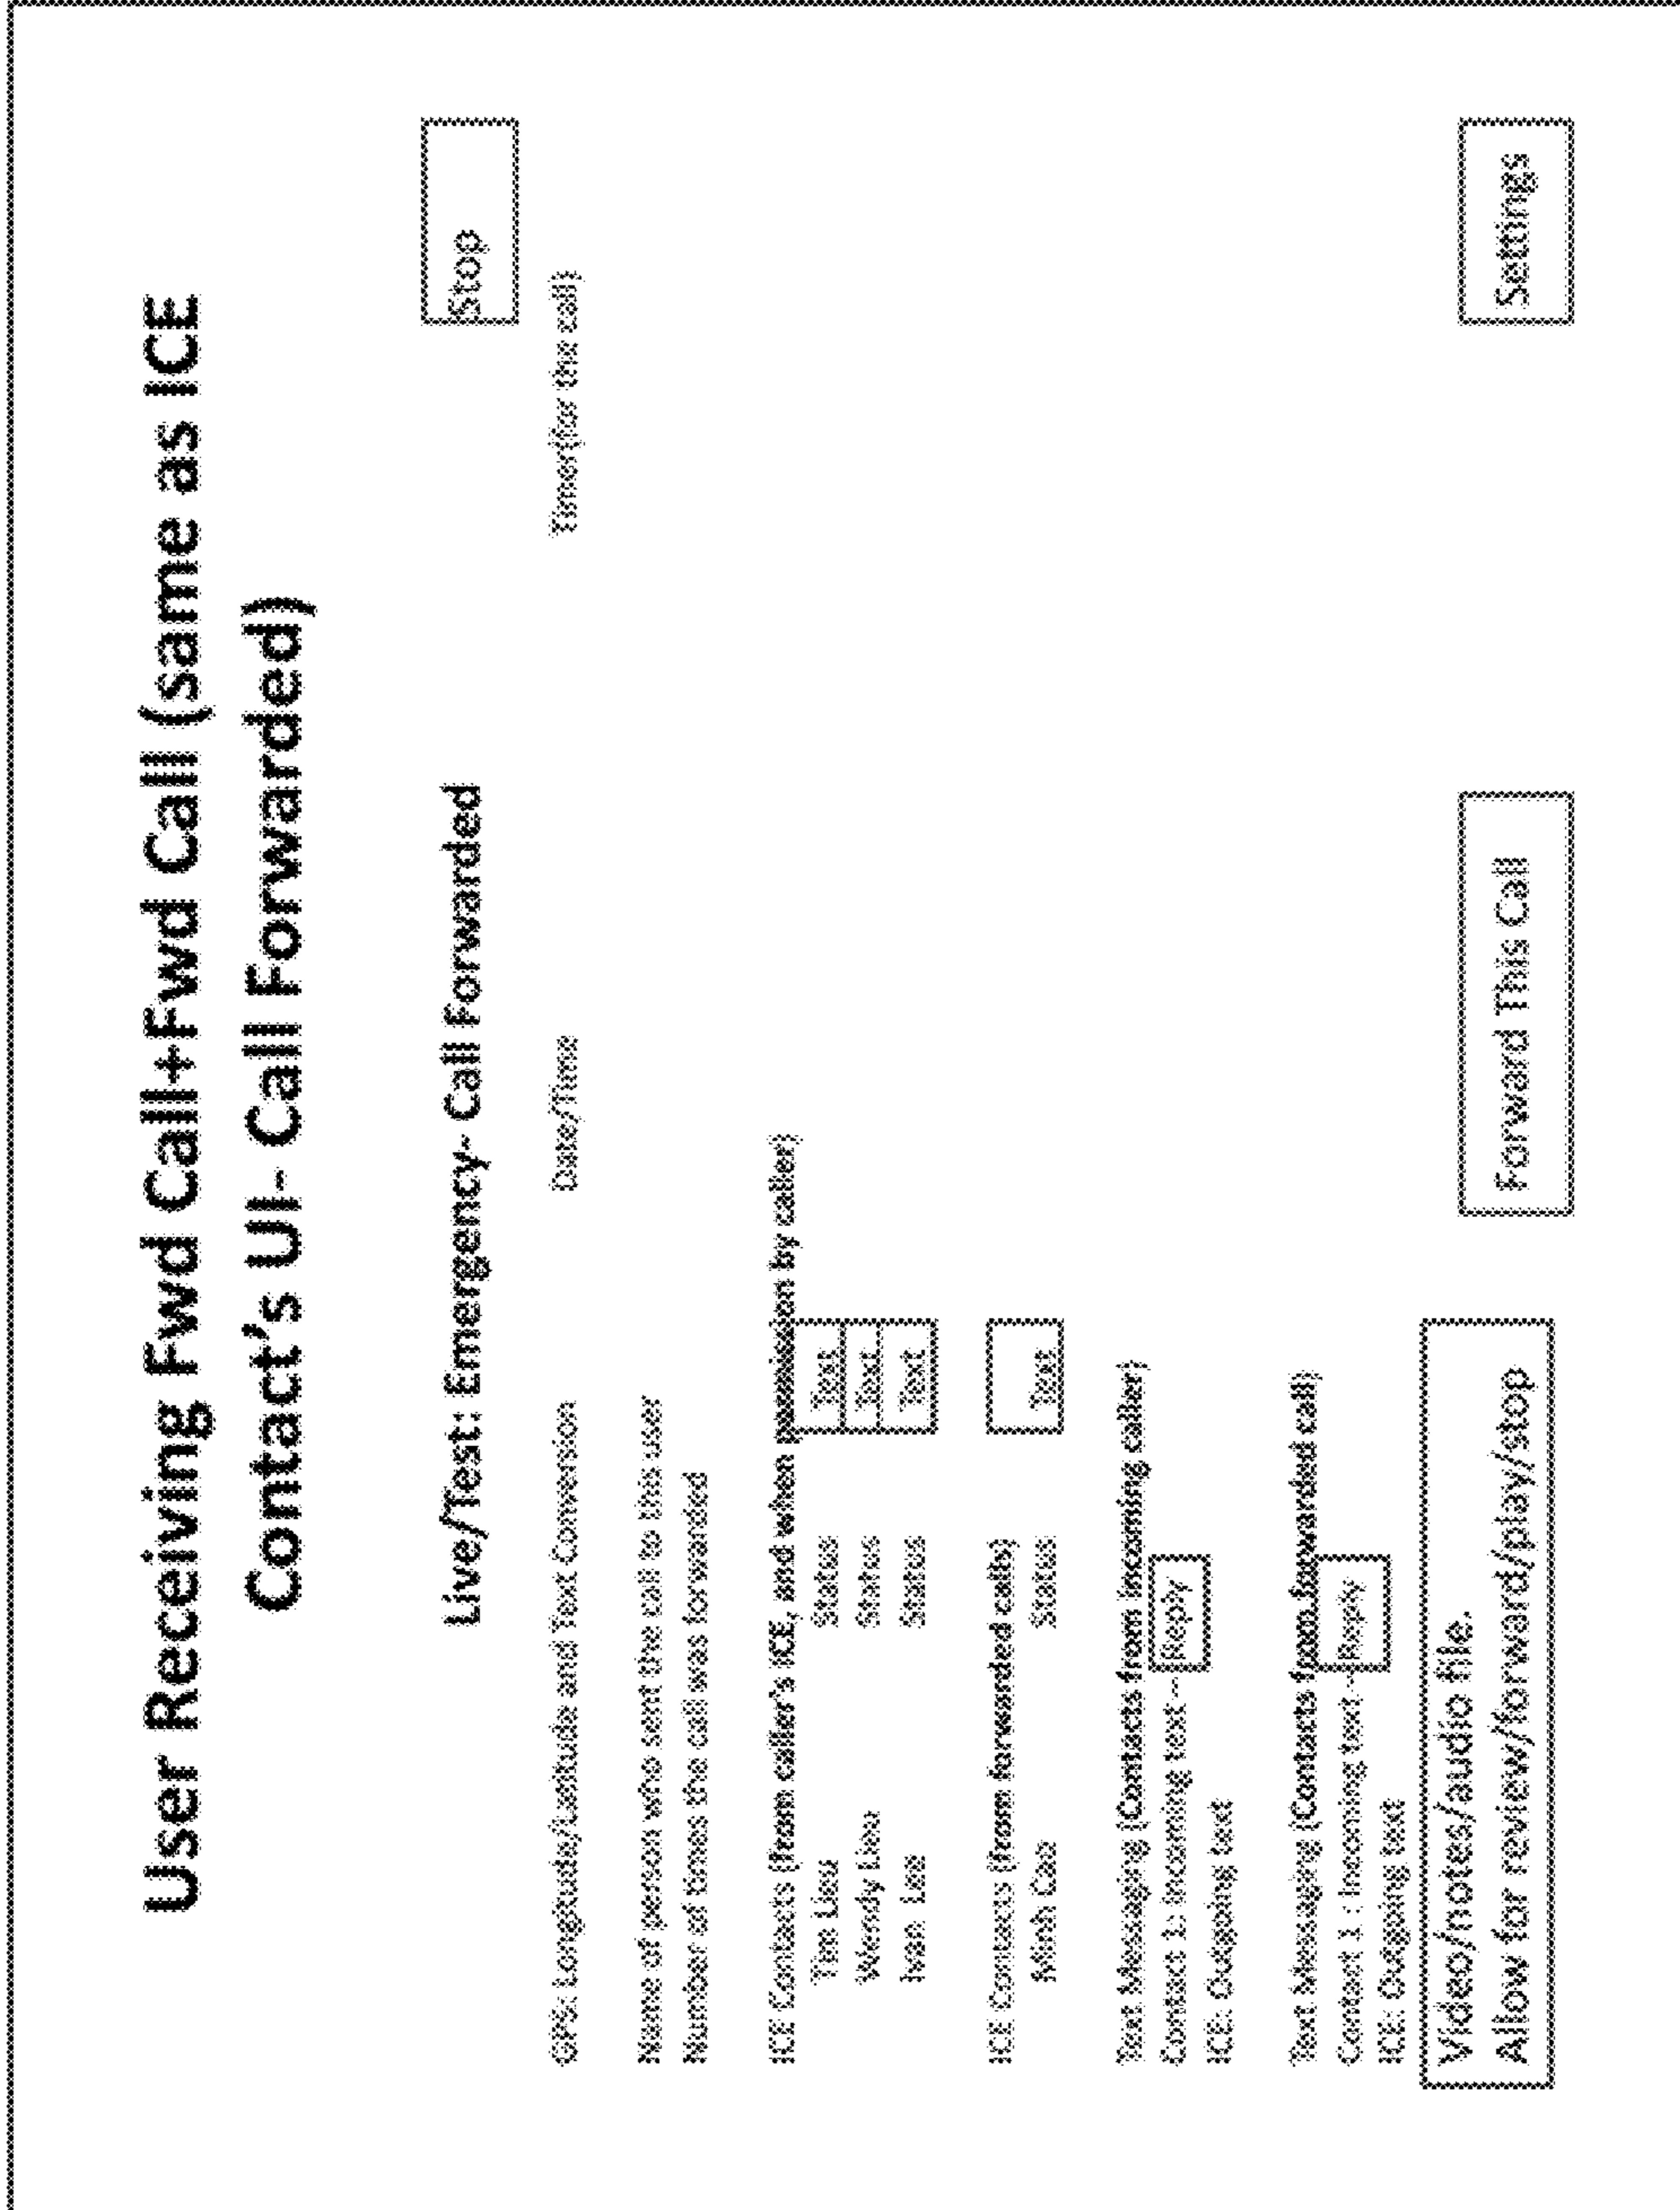 User Receiving Fwd Call+Fwd Call (same as ICE
Contact's UI- Call Forwarded)
Live/Test: Emergency- Call Forwarded
Stop
GPS: Longitude/Latitude and Text Conversion
Date/Time
Timer(for the call)
Name of person who sent the call to this user
Number of times the call was forwarded
ICE Contacts (from caller's ICE, and when permission by caller)
Tim Lieu Status Text
Wendy Lieu Status Text
Ivan Lee Status Text
ICE Contacts (from forwarded calls)
Minh Cao Status Text
Text Messaging (Contacts from incoming caller)
Contact 1: Incoming text -- Reply
ICE: Outgoing text
Text Messaging (Contacts from forwarded call)
Contact 1 : Incoming text -- Reply
ICE: Outgoing text
Video/notes/audio file.
Allow for review/forward/play/stop
Forward This Call
Settings